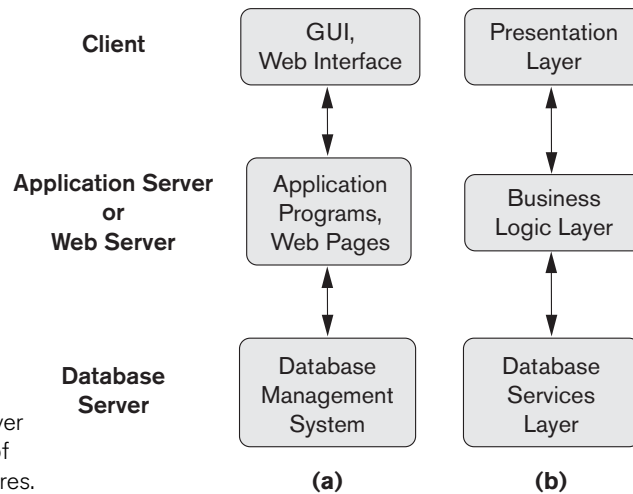 Client
GUI,
Web Interface
Presentation
Layer
Application Server
or
Web Server
Application
Programs,
Web Pages
Business
Logic Layer
Database
Server
Database
Management
System
Database
Services
Layer
of
(a)
(b)